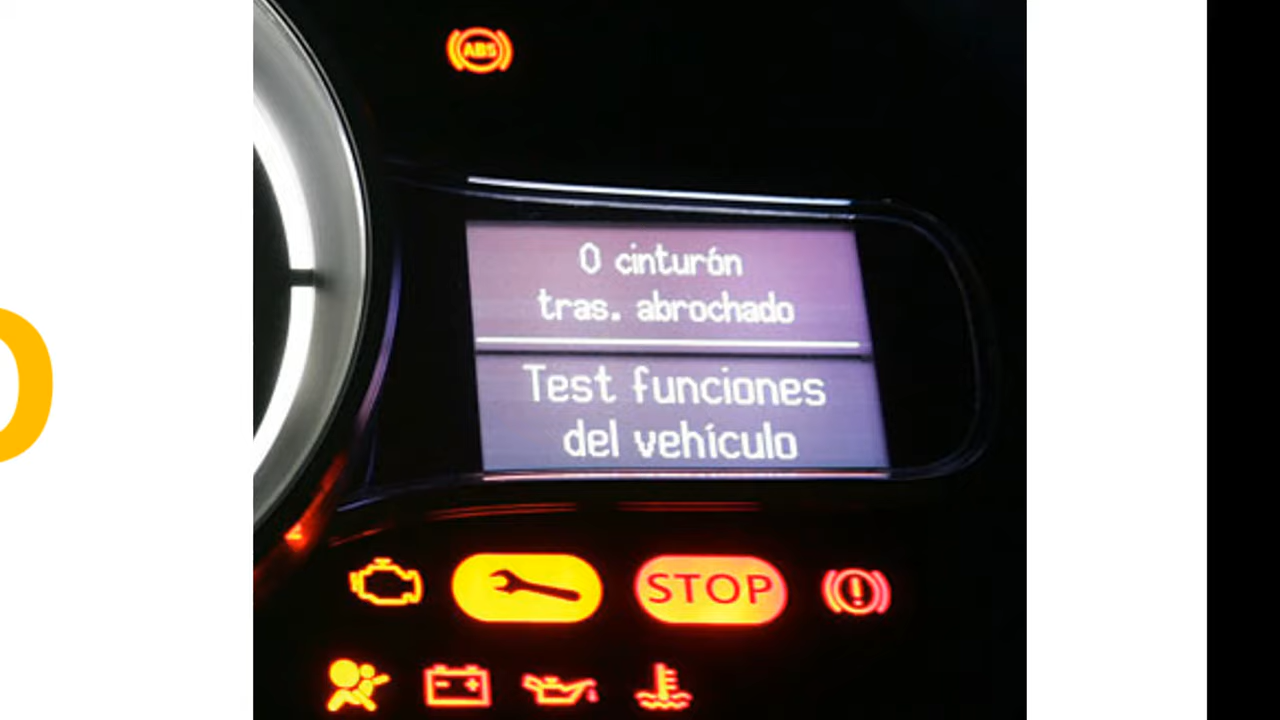 ABS
0 cinturón
tras. abrochado
Test funciones
del vehículo
STOP